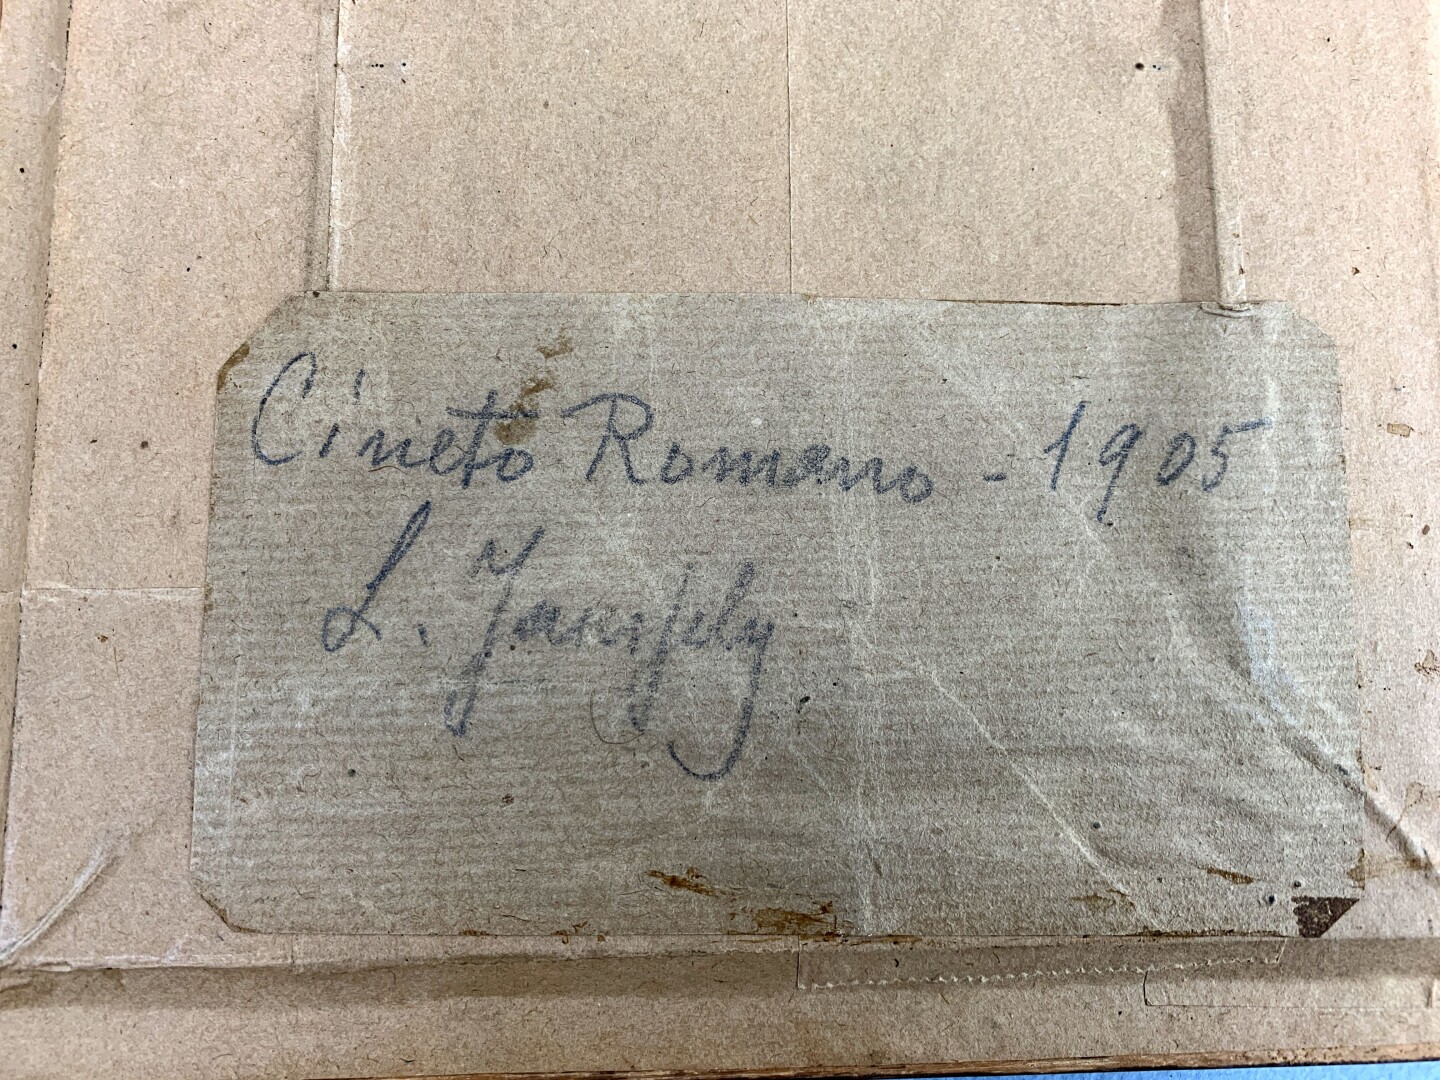 Cineto Romano - 1905
L.